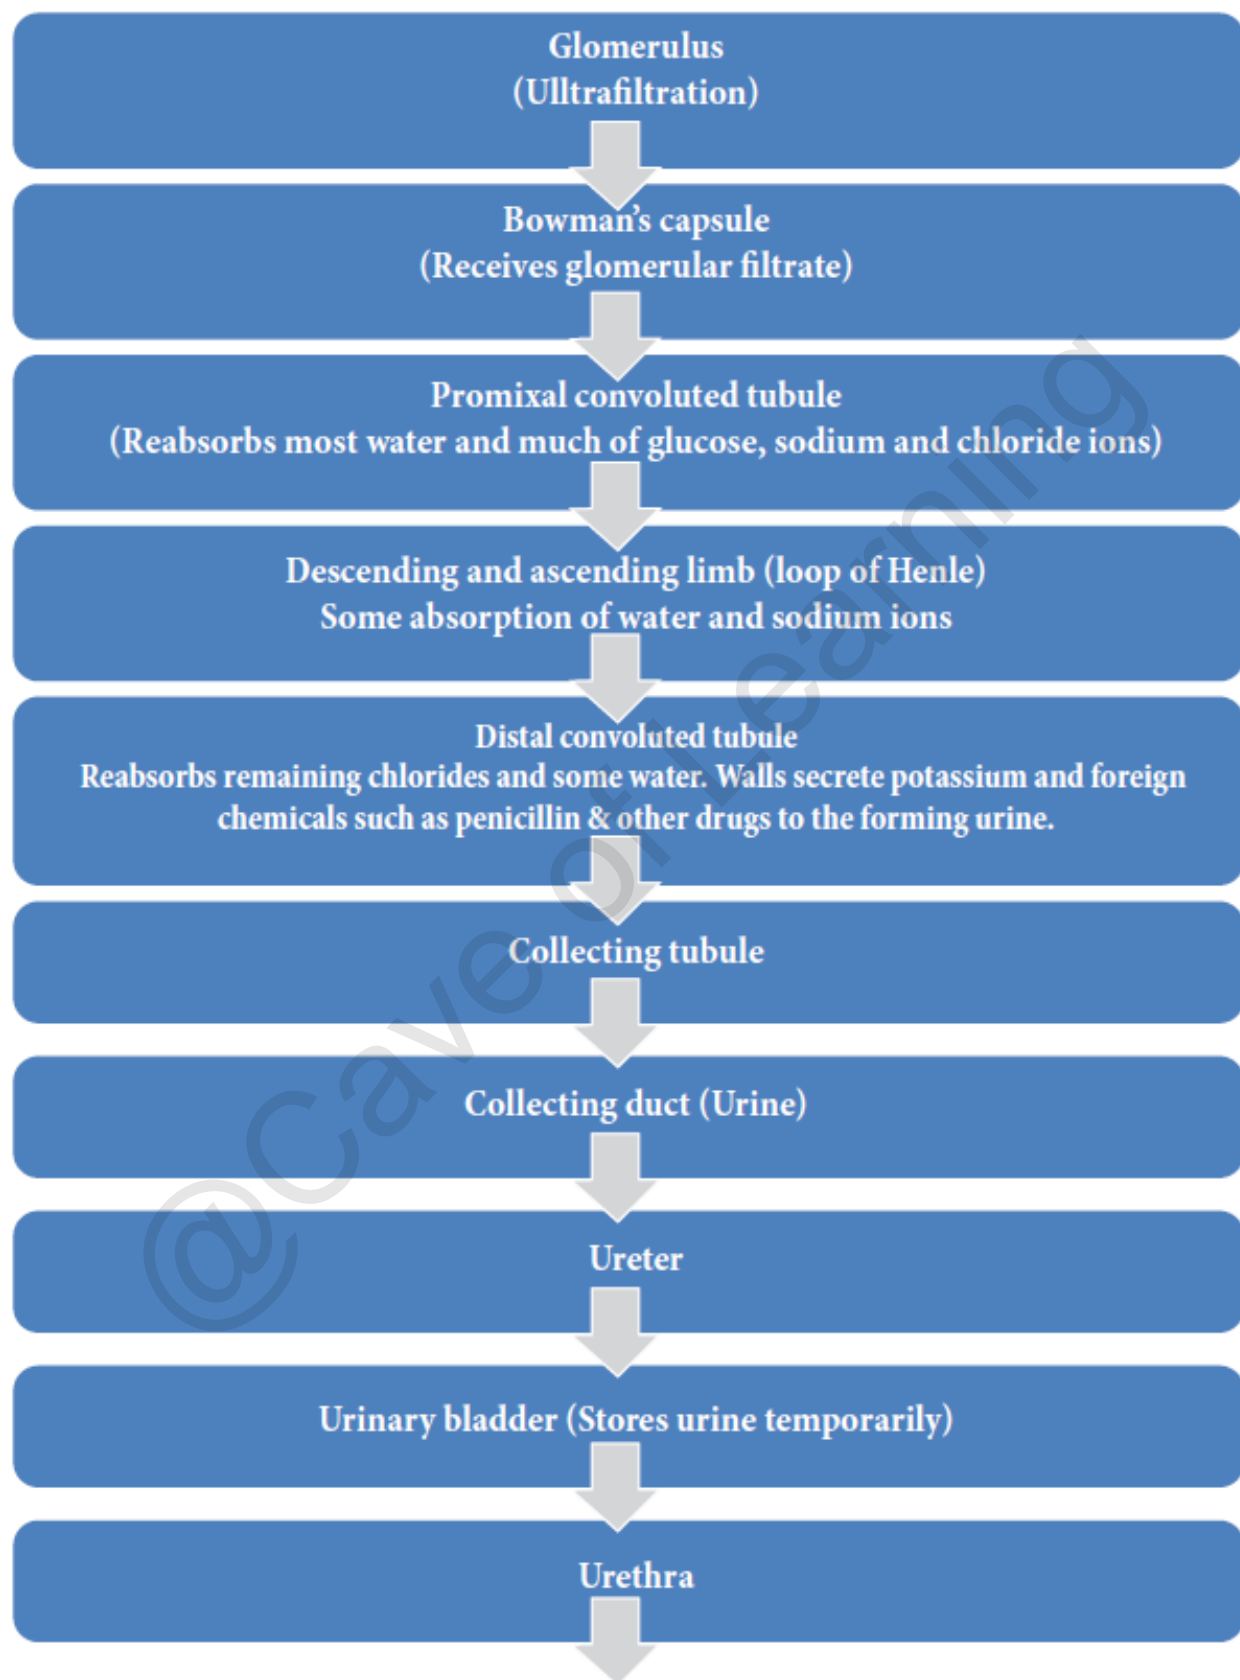 Glomerulus
(Ulltrafiltration)
Bowman's capsule
(Receives glomerular filtrate)
Promixal convoluted tubule
(Reabsorbs most water and much of glucose, sodium and chloride ions)
Descending and ascending limb (loop of Henle)
Some absorption of water and sodium ions
Distal convoluted tubule
Reabsorbs remaining chlorides and some water. Walls secrete potassium and foreign
chemicals such as penicillin & other drugs to the forming urine.
Collecting tubule
Collecting duct (Urine)
Ureter
Urinary bladder (Stores urine temporarily)
Urethra
@Cave of Learning